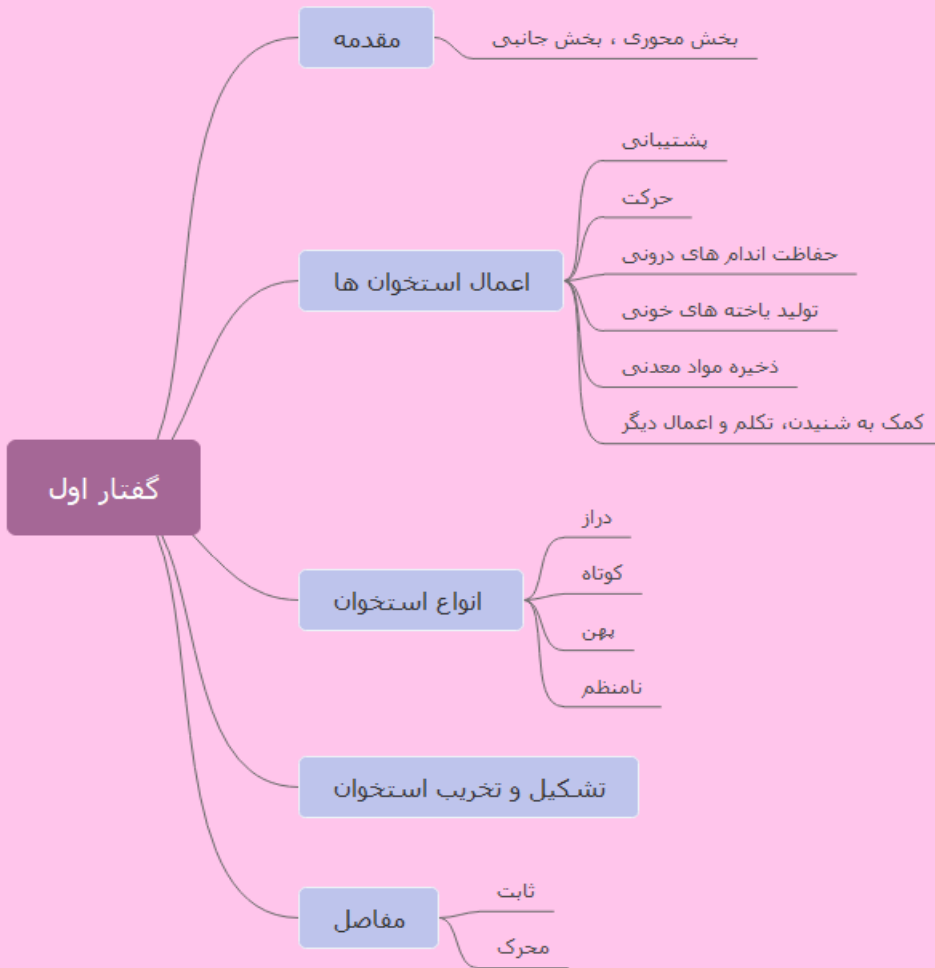 گفتار اول
مقدمه
بخش محوری ، بخش جانبی
اعمال استخوان ها
پشتیبانی
حرکت
حفاظت اندام های درونی
تولید یاخته های خونی
ذخیره مواد معدنی
کمک به شنیدن، تکلم و اعمال دیگر
انواع استخوان
دراز
کوتاه
پهن
نامنظم
تشکیل و تخریب استخوان
مفاصل
ثابت
محرک